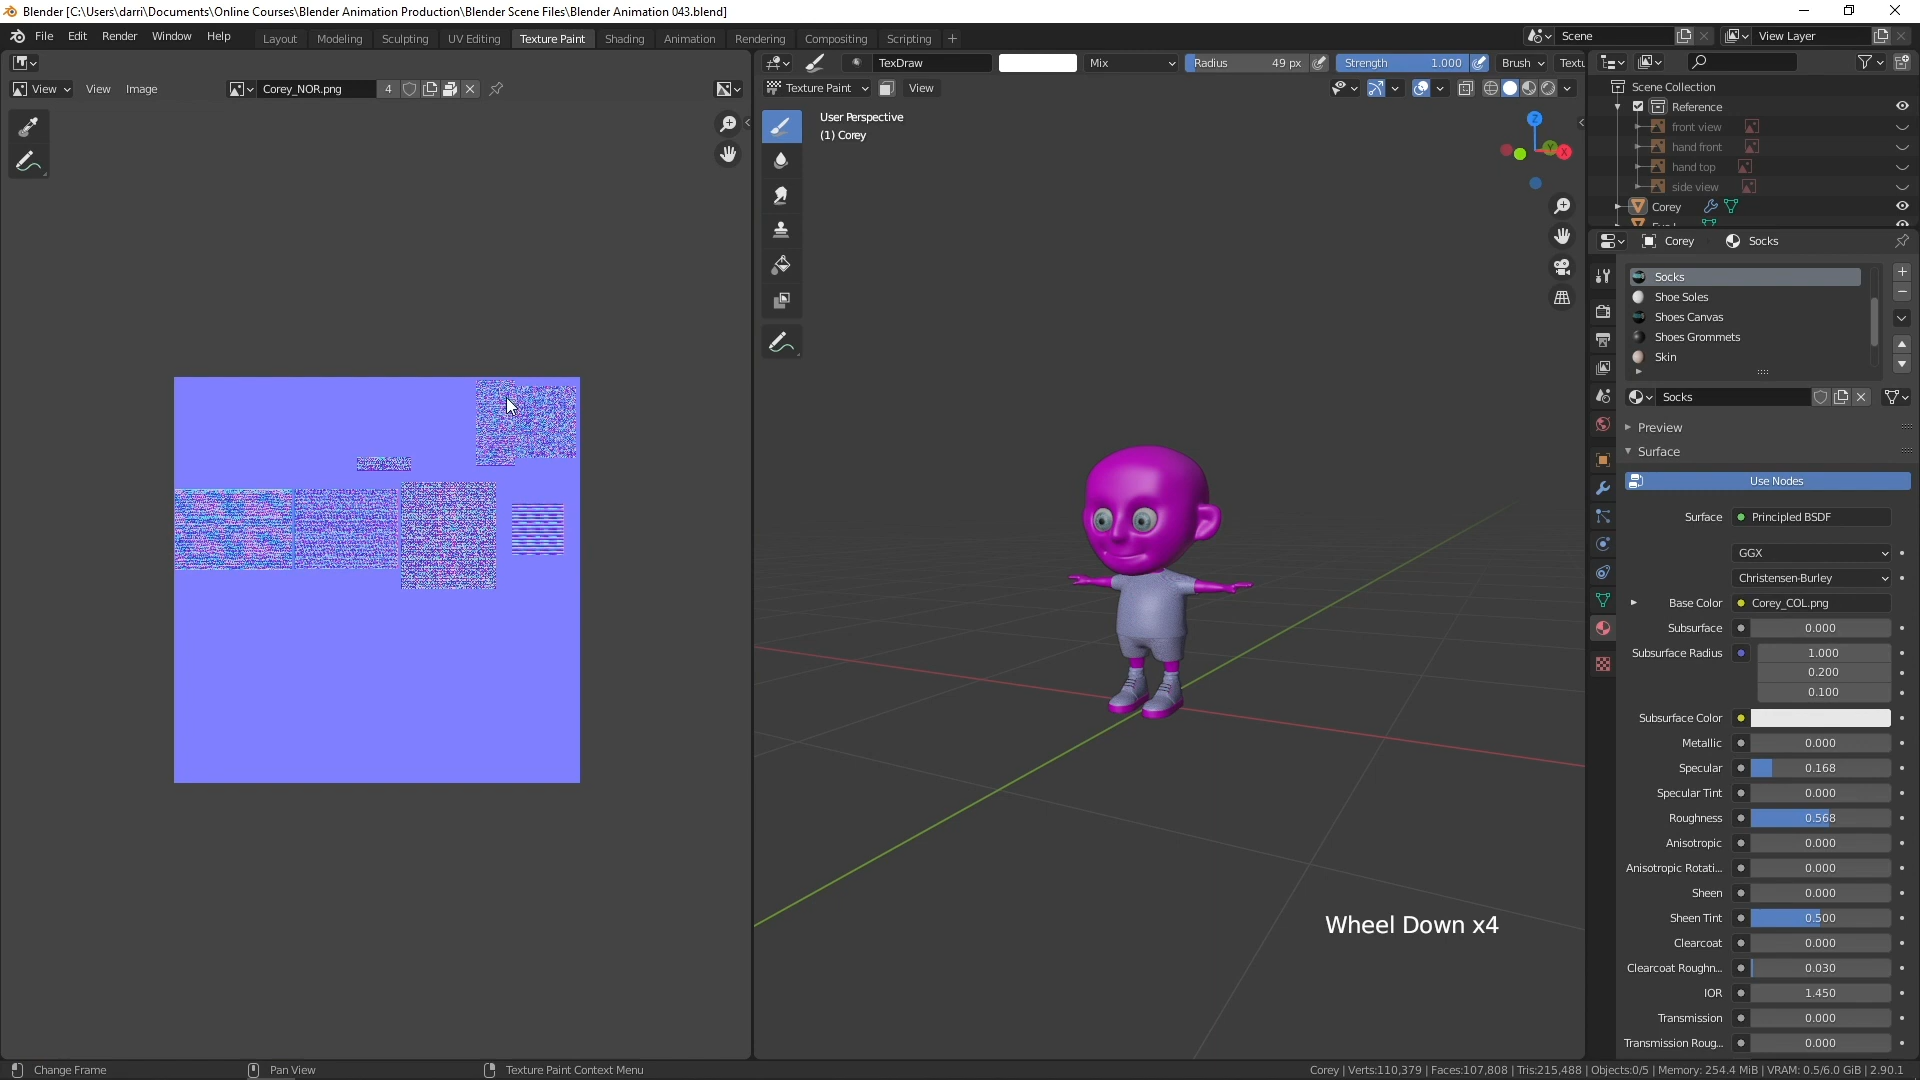 Blender [C:\Users\darri\Documents\Online Courses\Blender Animation Production\Blender Scene Files\Blender Animation 043.blend]
File Edit Render Window Help Layout Modeling Sculpting UV Editing Texture Paint Shading Animation Rendering Compositing Scripting + Scene View Layer
TexDraw Mix Radius 49 px Strength 1.000 Brush Textu
View View Image Corey_NOR.png 4 Texture Paint View
User Perspective
(1) Corey
Z
Y
X
Scene Collection
Reference
front view
hand front
hand top
side view
Corey
Corey Socks
Socks
Shoe Soles
Shoes Canvas
Shoes Grommets
Skin
Socks
Preview
Surface
Use Nodes
Surface Principled BSDF
GGX
Christensen-Burley
Base Color Corey_COL.png
Subsurface 0.000
Subsurface Radius 1.000
0.200
0.100
Subsurface Color
Metallic 0.000
Specular 0.168
Specular Tint 0.000
Roughness 0.568
Anisotropic 0.000
Anisotropic Rotati... 0.000
Sheen 0.000
Sheen Tint 0.500
Clearcoat 0.000
Clearcoat Roughn... 0.030
IOR 1.450
Transmission 0.000
Transmission Roug... 0.000
Wheel Down x4
Change Frame Pan View Texture Paint Context Menu Corey | Verts:110,379 | Faces:107,808 | Tris:215,488 | Objects:0/5 | Memory: 254.4 MiB | VRAM: 0.5/6.0 GiB | 2.90.1